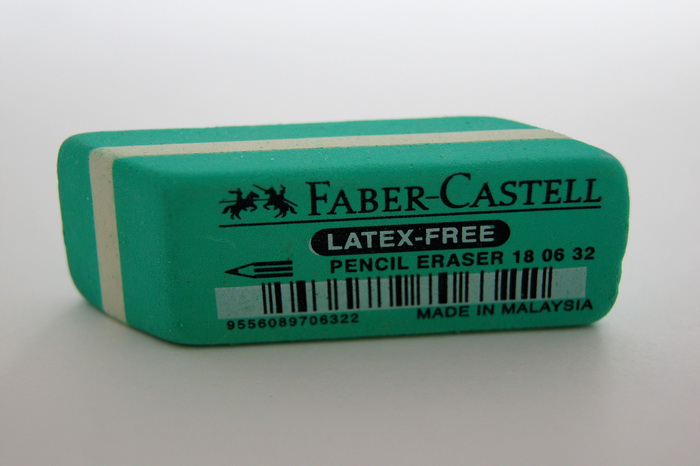 FABER-CASTELL
LATEX-FREE
PENCIL ERASER 18 06 32
9556089706322
MADE IN MALAYSIA